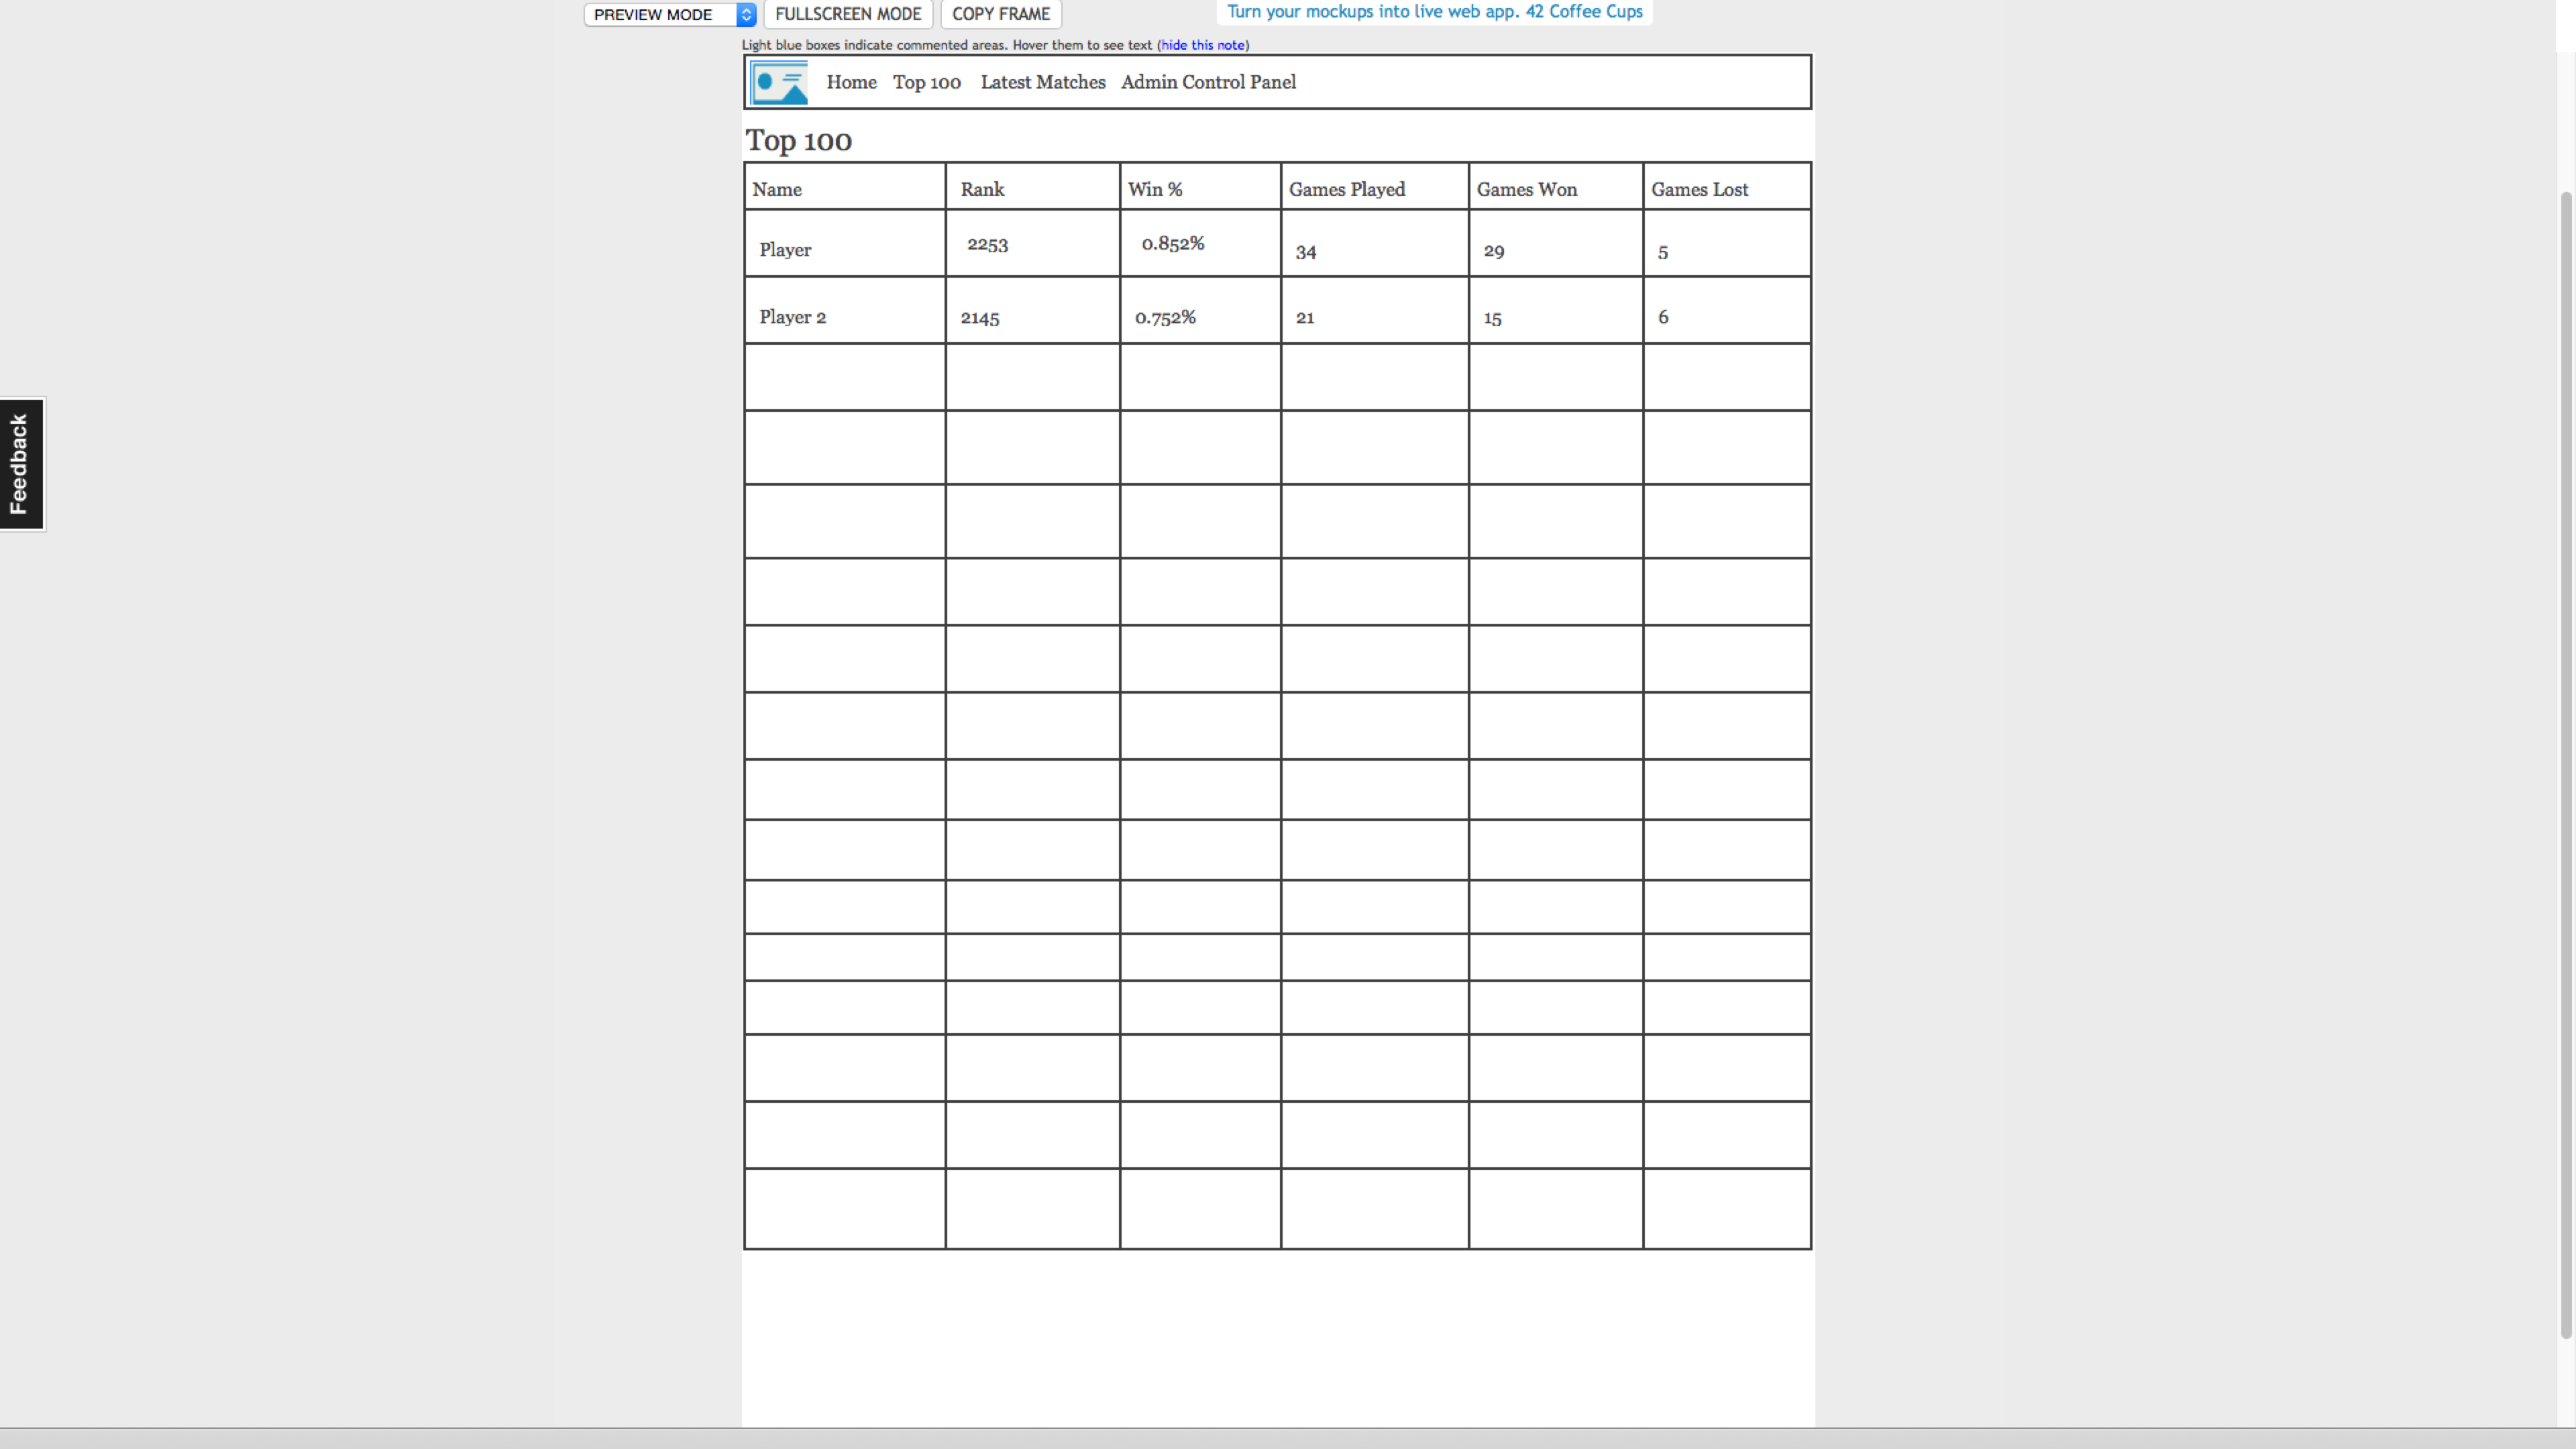 PREVIEW MODE FULLSCREEN MODE COPY FRAME Turn your mockups into live web app. 42 Coffee Cups
Light blue boxes indicate commented areas. Hover them to see text (hide this note)
Home Top 100 Latest Matches Admin Control Panel
Top 100
Name Rank Win % Games Played Games Won Games Lost
Player 2253 0.852% 34 29 5
Player 2 2145 0.752% 21 15 6
Feedback